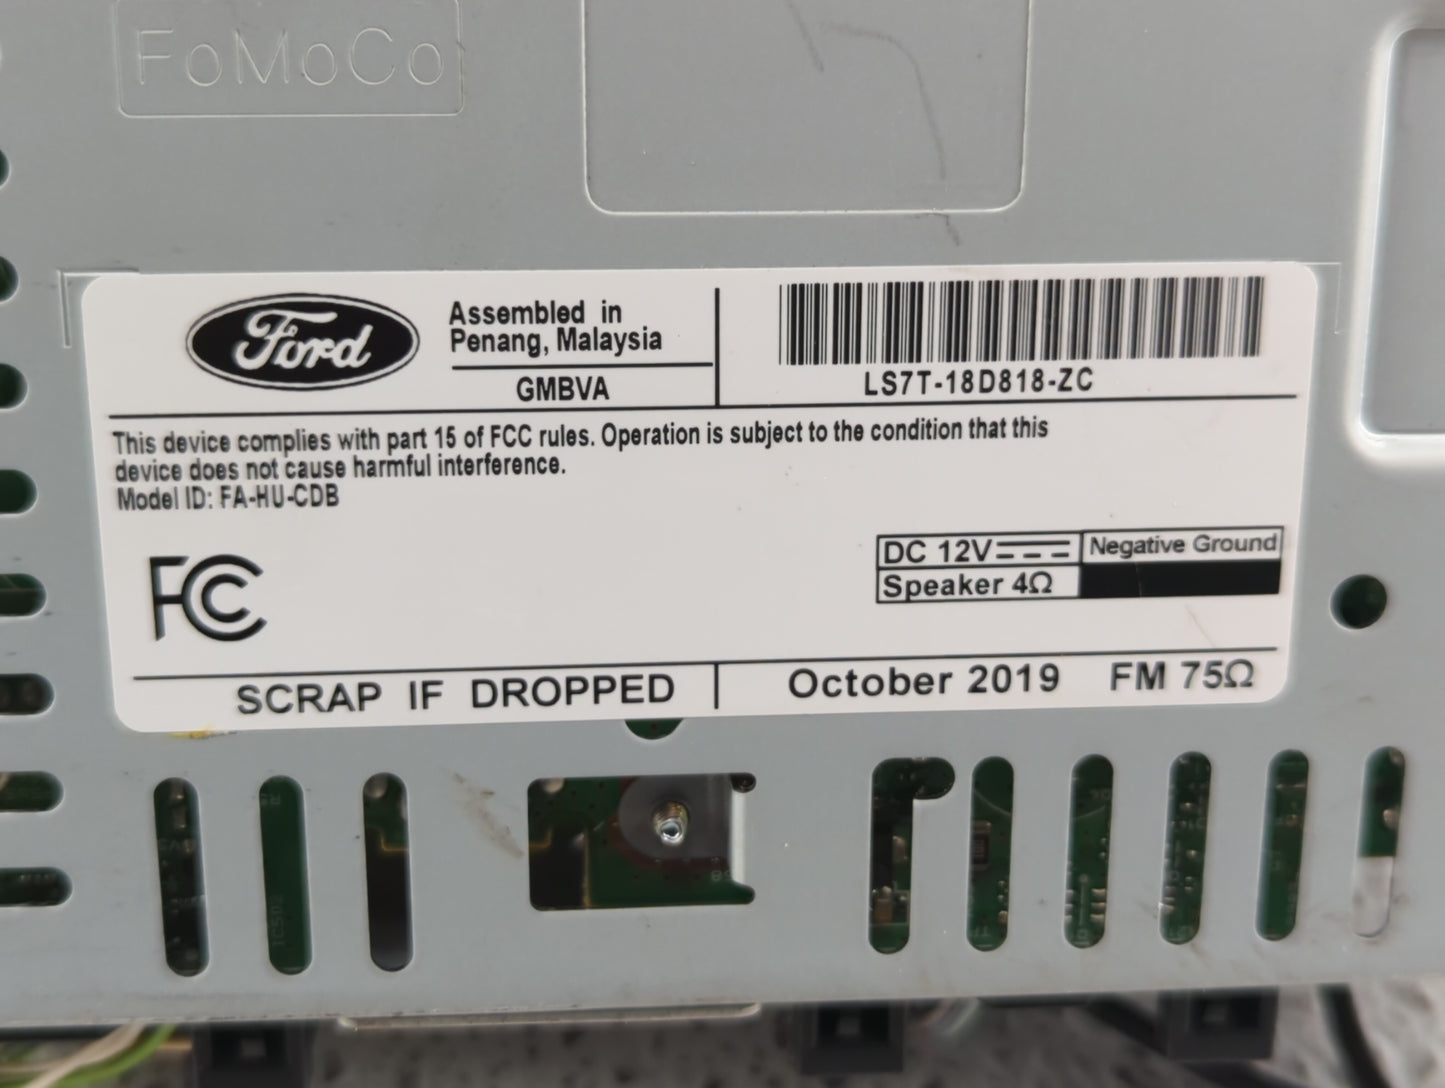 FoMoCo
Ford
Assembled in
Penang, Malaysia
GMBVA
LS7T-18D818-ZC
This device complies with part 15 of FCC rules. Operation is subject to the condition that this
device does not cause harmful interference.
Model ID: FA-HU-CDB
FCC
DC 12V
Negative Ground
Speaker 4Ω
SCRAP IF DROPPED
October 2019 FM 75Ω